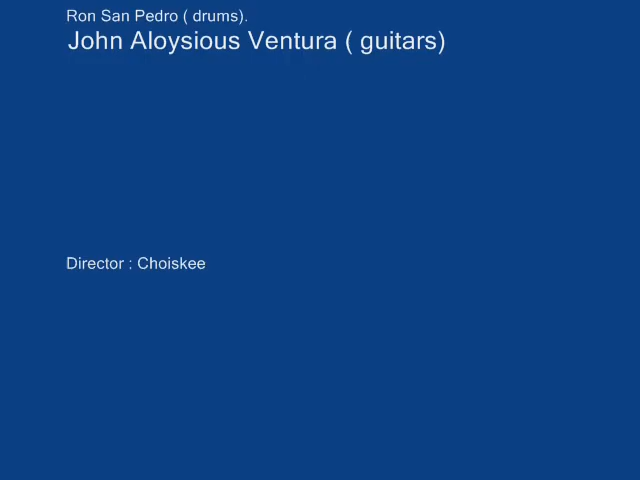 Ron San Pedro ( drums).
John Aloysious Ventura ( guitars)
Director : Choiskee